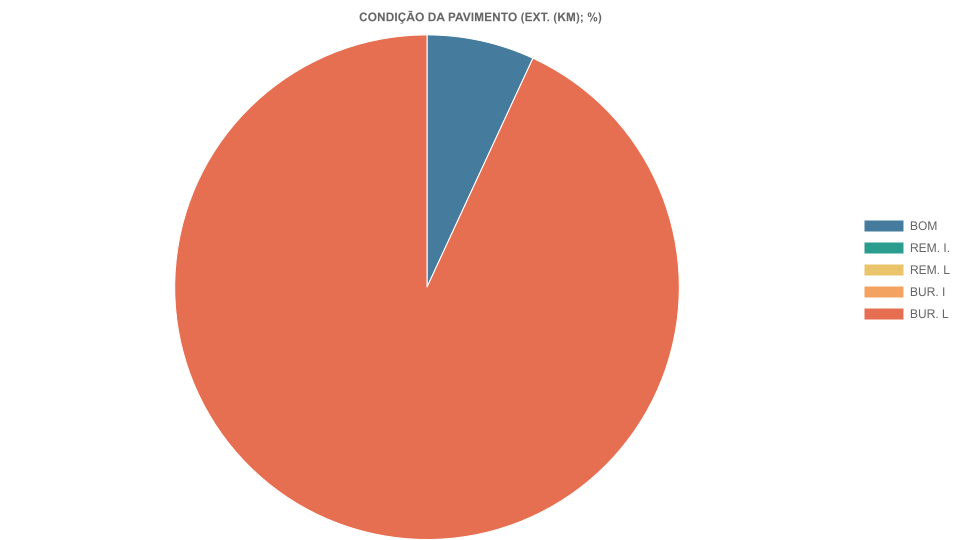 CONDIÇÃO DA PAVIMENTO (EXT. (KM); %)
BOM
REM. I.
REM. L
BUR. I
BUR. L